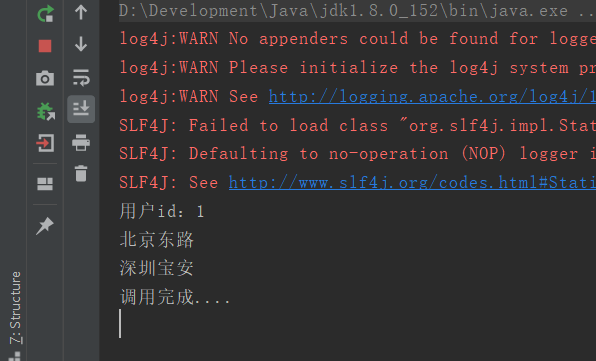 D:\Development\Java\jdk1.8.0_152\bin\java.exe ...
log4j:WARN No appenders could be found for logge
log4j:WARN Please initialize the log4j system pr
log4j:WARN See http://logging.apache.org/log4j/1
SLF4J: Failed to load class "org.slf4j.impl.Stat
SLF4J: Defaulting to no-operation (NOP) logger i
SLF4J: See http://www.slf4j.org/codes.html#Stati
用户id：1
北京东路
深圳宝安
调用完成....
7: Structure